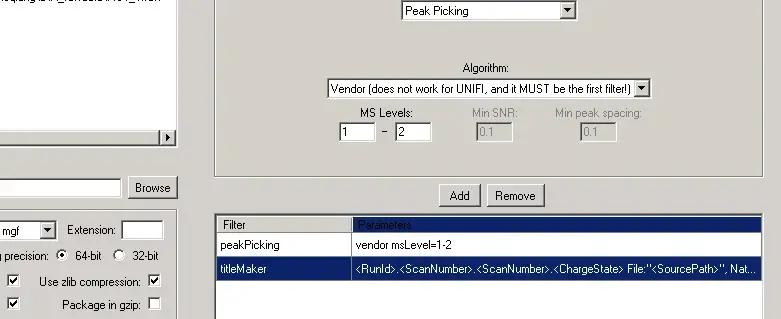 Peak Picking
Algorithm:
Vendor (does not work for UNIFI, and it MUST be the first filter!)
MS Levels:
Min SNR:
Min peak spacing:
1
-
2
0.1
0.1
Browse
Add
Remove
mgf
Extension:
precision:
64-bit
32-bit
Use zlib compression:
Package in gzip:
Filter
Parameters
peakPicking
vendor msLevel=1-2
titleMaker
<RunId>.<ScanNumber>.<ScanNumber>.<ChargeState> File:"<SourcePath>", Nat...